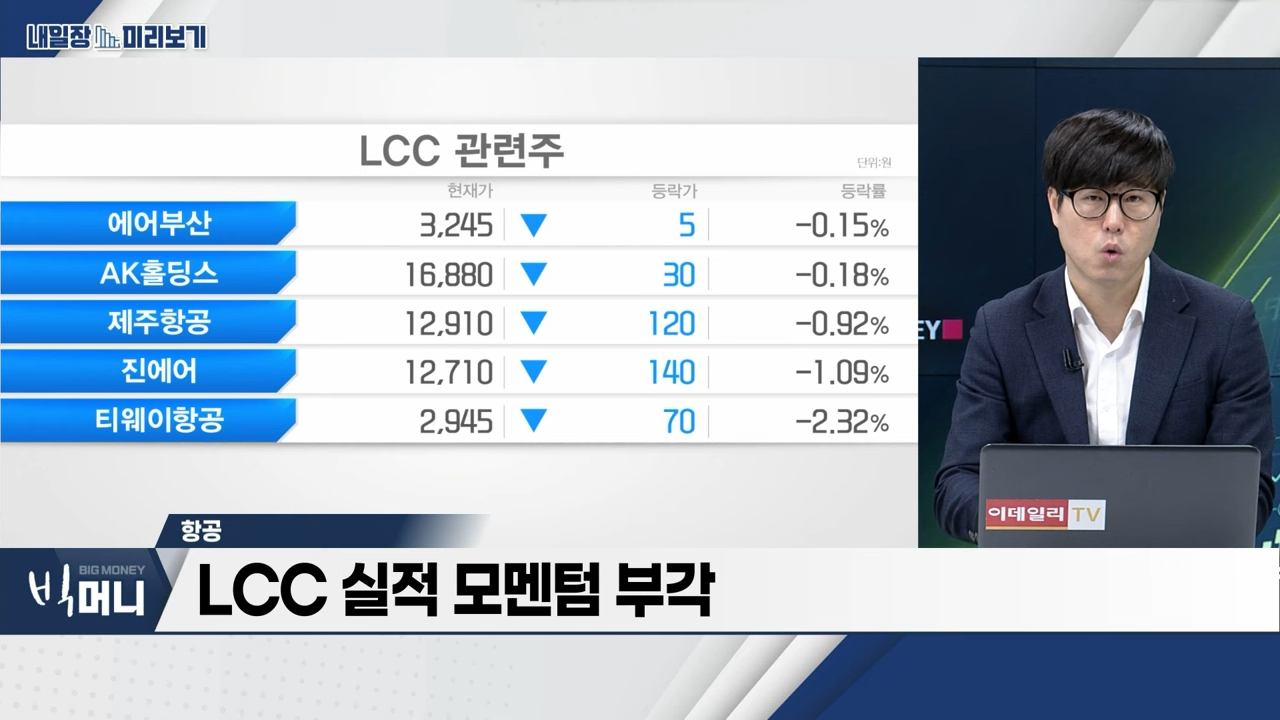 내일장 미리보기
LCC 관련주
단위:원
현재가 등락가 등락률
에어부산 3,245 ▼ 5 -0.15%
AK홀딩스 16,880 ▼ 30 -0.18%
제주항공 12,910 ▼ 120 -0.92%
진에어 12,710 ▼ 140 -1.09%
티웨이항공 2,945 ▼ 70 -2.32%
EY
이데일리TV
항공
BIG MONEY
빅머니
LCC 실적 모멘텀 부각